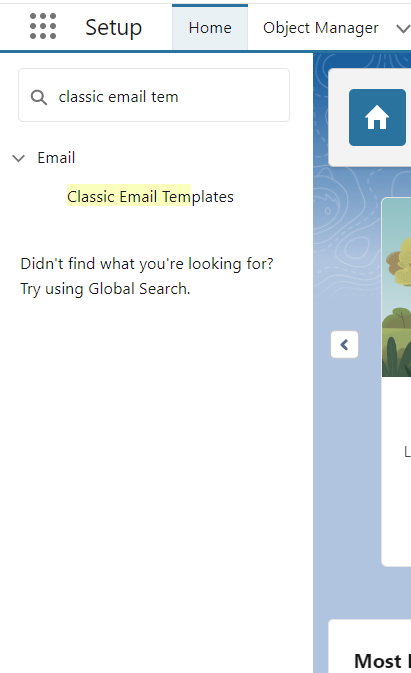 Setup
Home
Object Manager
classic email tem
Email
Classic Email Templates
Didn't find what you're looking for?
Try using Global Search.
L
Most